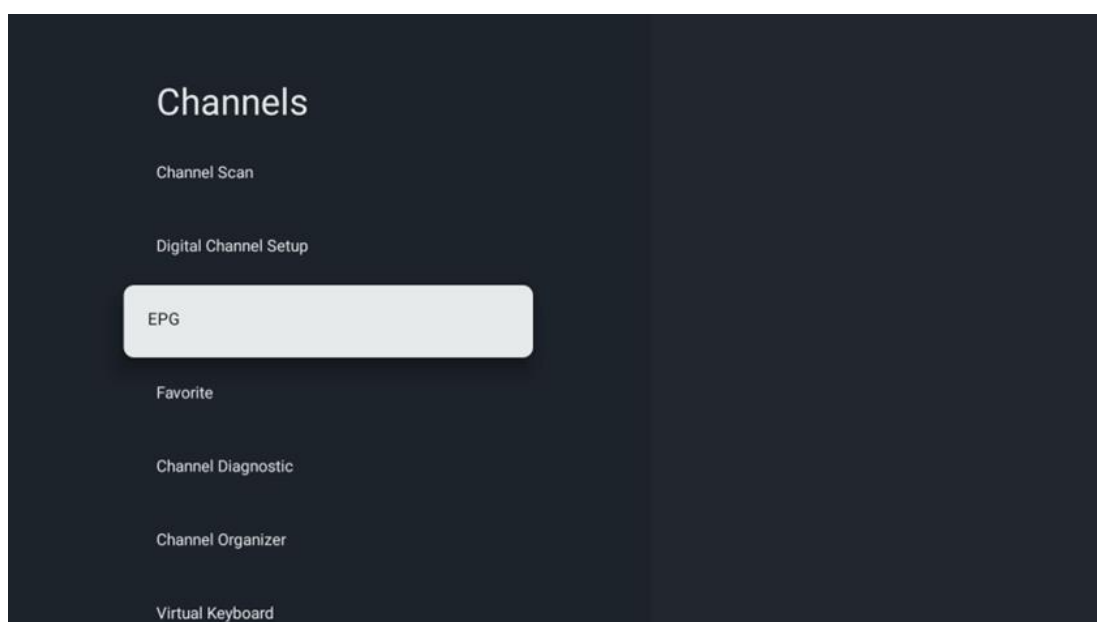 Channels
Channel Scan
Digital Channel Setup
EPG
Favorite
Channel Diagnostic
Channel Organizer
Virtual Keyboard